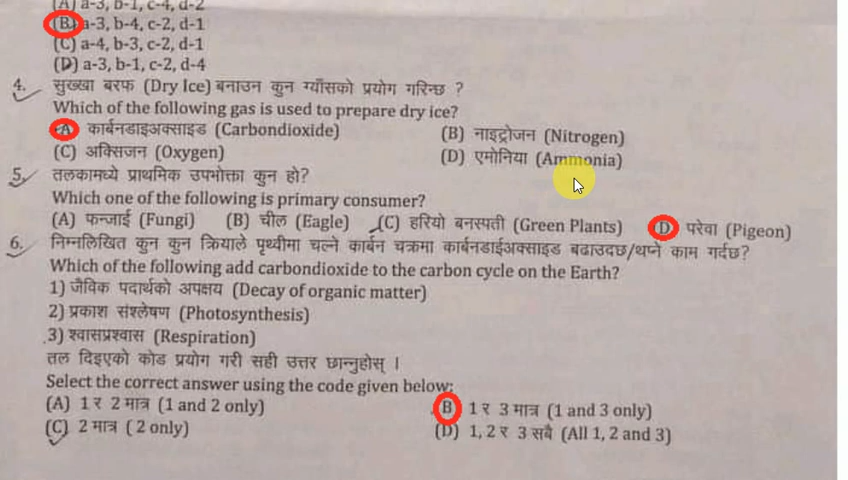 (A) a-3, b-1, c-4, d-2
(B) a-3, b-4, c-2, d-1
(C) a-4, b-3, c-2, d-1
(D) a-3, b-1, c-2, d-4
4. सुख्खा बरफ (Dry Ice) बनाउन कुन ग्याँसको प्रयोग गरिन्छ ?
Which of the following gas is used to prepare dry ice?
(A) कार्बनडाइअक्साइड (Carbondioxide) (B) नाइट्रोजन (Nitrogen)
(C) अक्सिजन (Oxygen) (D) एमोनिया (Ammonia)
5. तलकामध्ये प्राथमिक उपभोक्ता कुन हो?
Which one of the following is primary consumer?
(A) फन्जाई (Fungi) (B) चील (Eagle) (C) हरियो बनस्पती (Green Plants) (D) परेवा (Pigeon)
6. निम्नलिखित कुन कुन क्रियाले पृथ्वीमा चल्ने कार्बन चक्रमा कार्बनडाईअक्साइड बढाउदछ/थप्ने काम गर्दछ?
Which of the following add carbondioxide to the carbon cycle on the Earth?
1) जैविक पदार्थको अपक्षय (Decay of organic matter)
2) प्रकाश संश्लेषण (Photosynthesis)
3) श्वासप्रश्वास (Respiration)
तल दिइएको कोड प्रयोग गरी सही उत्तर छान्नुहोस् ।
Select the correct answer using the code given below:
(A) 1 र 2 मात्र (1 and 2 only) (B) 1 र 3 मात्र (1 and 3 only)
(C) 2 मात्र ( 2 only) (D) 1, 2 र 3 सबै (All 1, 2 and 3)